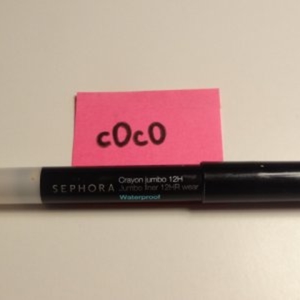 cOcO
SEPHORA
Crayon jumbo 12H
Jumbo liner 12HR wear
Waterproof